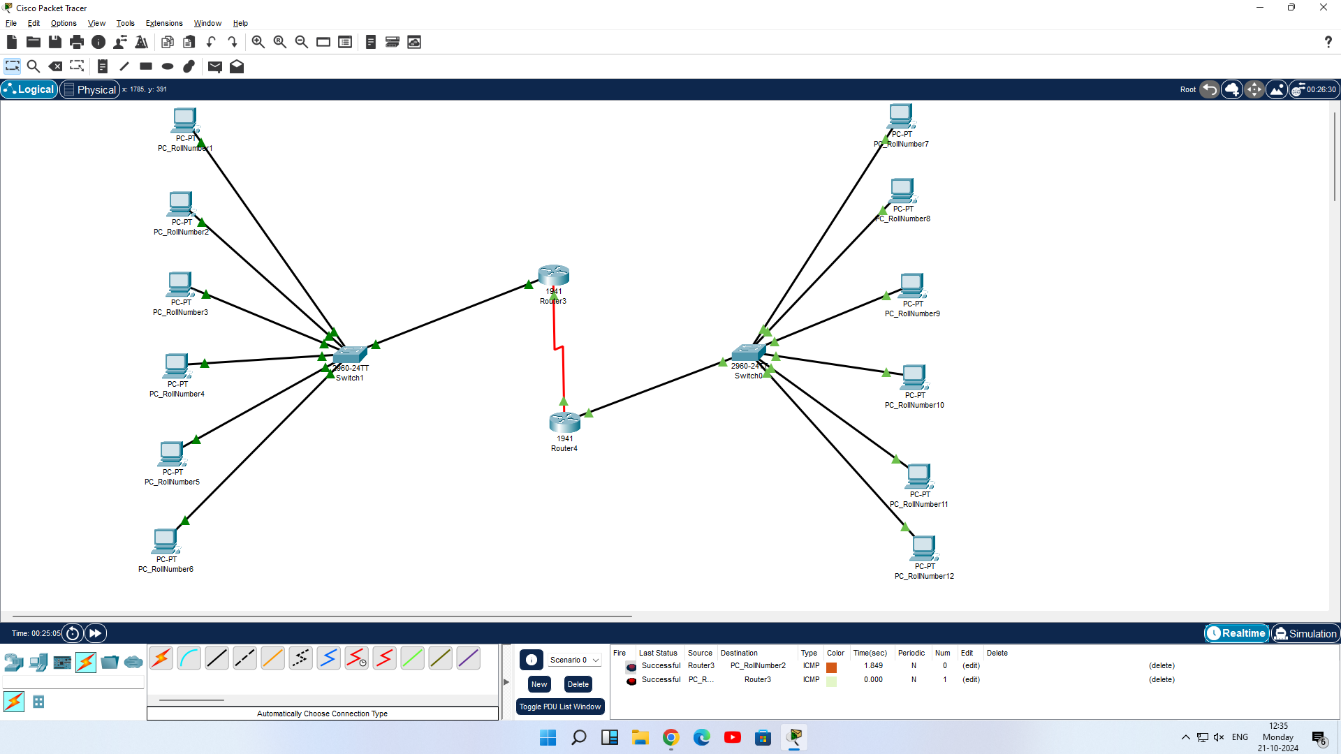 Cisco Packet Tracer
File Edit Options View Tools Extensions Window Help
Logical Physical x: 1785, y: 391 Root 00:26:30
PC-PT
PC_RollNumber1
PC-PT
PC_RollNumber2
PC-PT
PC_RollNumber3
PC-PT
PC_RollNumber4
PC-PT
PC_RollNumber5
PC-PT
PC_RollNumber6
2960-24TT
Switch1
1941
Router3
1941
Router4
2960-24TT
Switch0
PC-PT
PC_RollNumber7
PC-PT
PC_RollNumber8
PC-PT
PC_RollNumber9
PC-PT
PC_RollNumber10
PC-PT
PC_RollNumber11
PC-PT
PC_RollNumber12
Time: 00:25:05 Realtime Simulation
Automatically Choose Connection Type
Scenario 0
New Delete
Toggle PDU List Window
Fire Last Status Source Destination Type Color Time(sec) Periodic Num Edit Delete
Successful Router3 PC_RollNumber2 ICMP 1.849 N 0 (edit) (delete)
Successful PC_R... Router3 ICMP 0.000 N 1 (edit) (delete)
ENG
12:35
Monday
21-10-2024